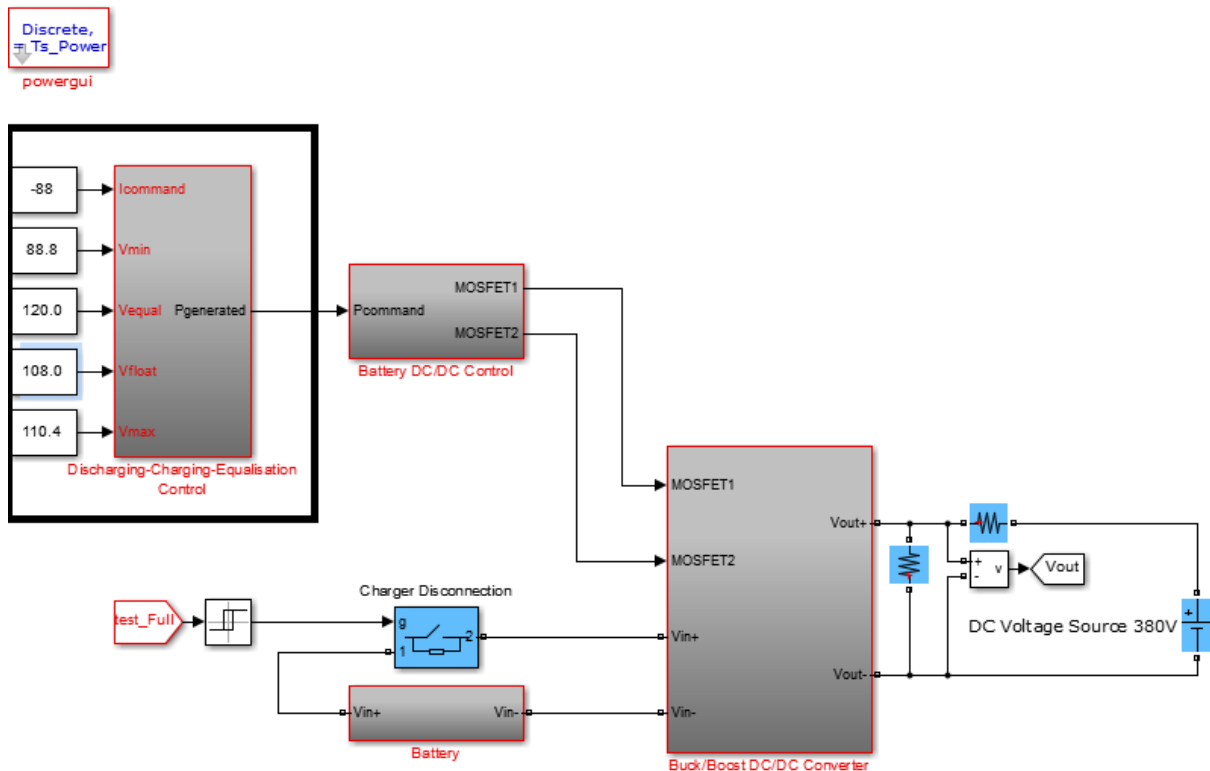 Discrete,
= Ts_Power
powergui
-88
Icommand
88.8
Vmin
120.0
Vequal
Pgenerated
108.0
Vfloat
110.4
Vmax
Discharging-Charging-Equalisation
Control
Pcommand
MOSFET1
MOSFET2
Battery DC/DC Control
MOSFET1
MOSFET2
Vout+
Vout-
Vin+
Vin-
Buck/Boost DC/DC Converter
Charger Disconnection
test_Full
g
1
2
Vin+
Vin-
Battery
+
-
v
Vout
DC Voltage Source 380V
+